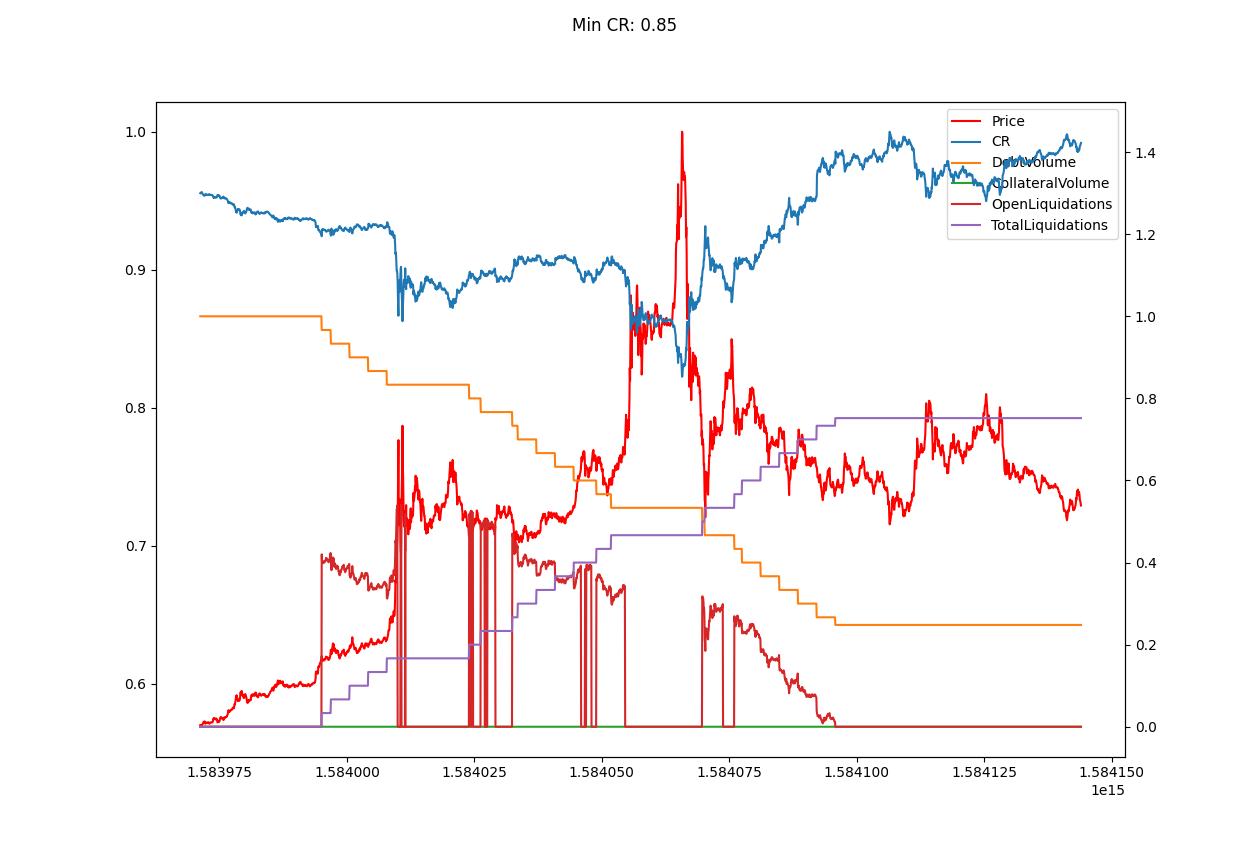 Min CR: 0.85
1.0
0.9
0.8
0.7
0.6
1.4
1.2
1.0
0.8
0.6
0.4
0.2
0.0
Price
CR
DebtVolume
CollateralVolume
OpenLiquidations
TotalLiquidations
1.583975 1.584000 1.584025 1.584050 1.584075 1.584100 1.584125 1.584150
1e15